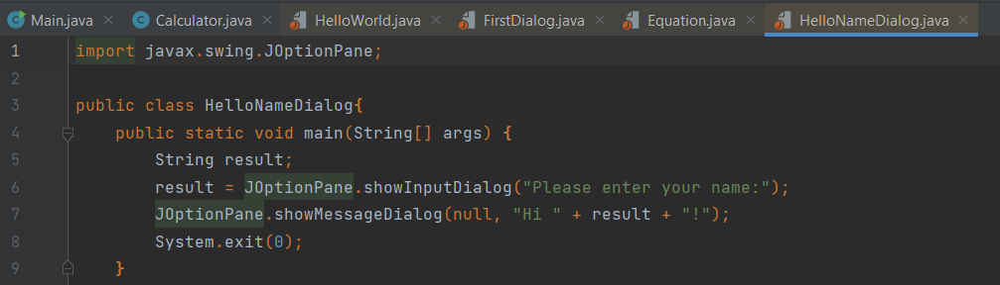 Main.java Calculator.java HelloWorld.java FirstDialog.java Equation.java HelloNameDialog.java
1 import javax.swing.JOptionPane;
2
3 public class HelloNameDialog{
4 public static void main(String[] args) {
5 String result;
6 result = JOptionPane.showInputDialog("Please enter your name:");
7 JOptionPane.showMessageDialog(null, "Hi " + result + "!");
8 System.exit(0);
9 }